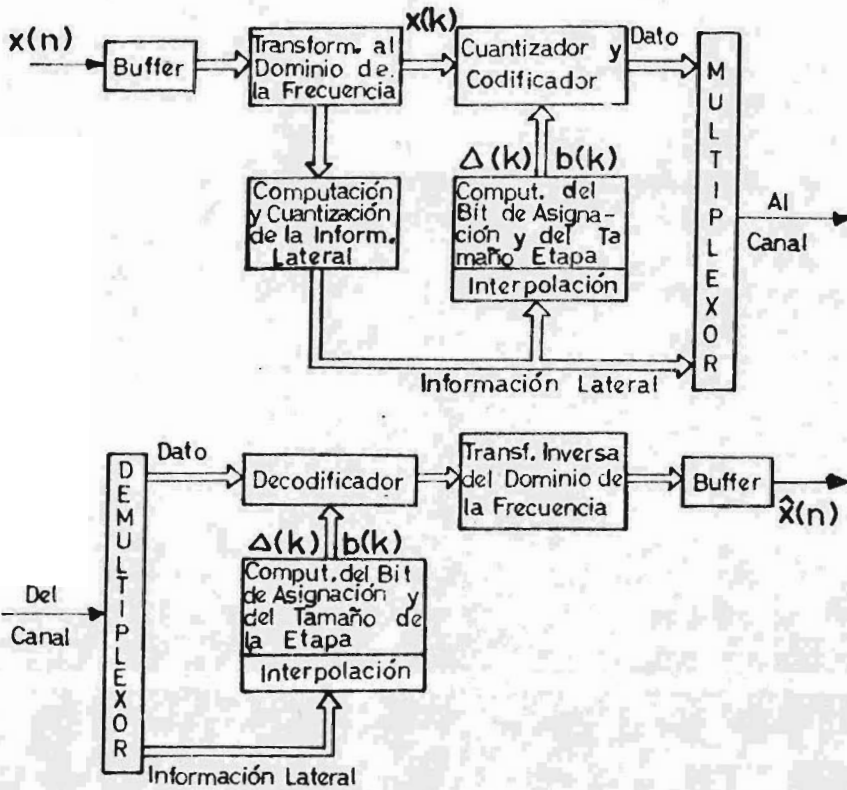 x(n)
Buffer
Transform. al
Dominio de.
la Frecuencia
x(k)
Cuantizador y
Codificador
Dato
MULTIPLEXOR
Al
Canal
Computación
y Cuantización
de la Inform.
Lateral
Δ(k) b(k)
Comput. del
Bit de Asigna-
ción y del Ta
maño Etapa
Interpolación
Información Lateral
DEMULTIPLEXOR
Del
Canal
Dato
Decodificador
Transf. Inversa
del Dominio de
la Frecuencia
Buffer
x̂(n)
Δ(k) b(k)
Comput. del Bit
de Asignación y
del Tamaño de
la Etapa
Interpolación
Información Lateral